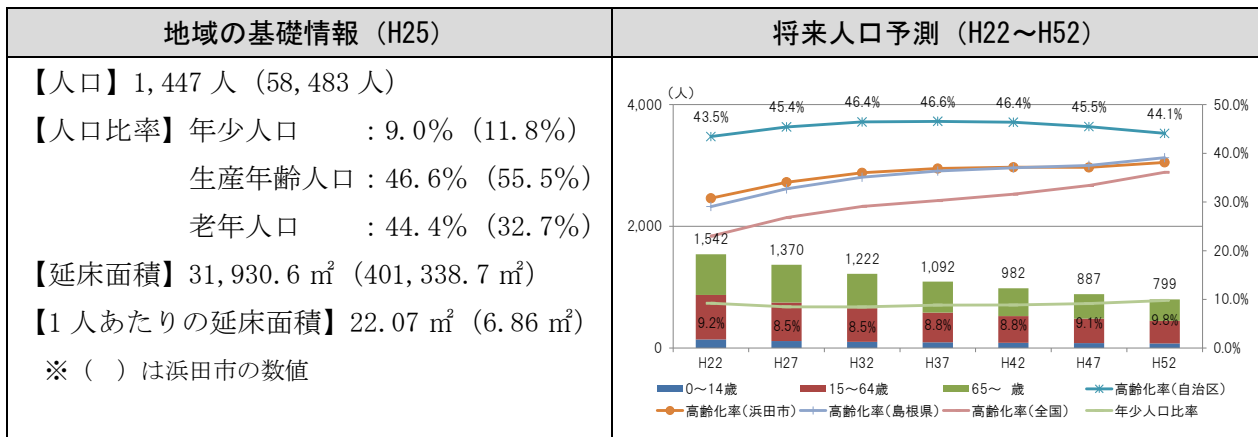 地域の基礎情報（H25）
将来人口予測（H22～H52）
【人口】1,447 人（58,483 人）
【人口比率】年少人口　　：9.0％（11.8％）
生産年齢人口：46.6％（55.5％）
老年人口　　：44.4％（32.7％）
【延床面積】31,930.6 ㎡（401,338.7 ㎡）
【1 人あたりの延床面積】22.07 ㎡（6.86 ㎡）
※（　）は浜田市の数値
（人）
4,000
2,000
0
43.5% 45.4% 46.4% 46.6% 46.4% 45.5% 44.1%
1,542 1,370 1,222 1,092 982 887 799
9.2% 8.5% 8.5% 8.8% 8.8% 9.1% 9.8%
50.0%
40.0%
30.0%
20.0%
10.0%
0.0%
H22 H27 H32 H37 H42 H47 H52
0～14歳 15～64歳 65～ 歳 高齢化率(自治区)
高齢化率(浜田市) 高齢化率(島根県) 高齢化率(全国) 年少人口比率